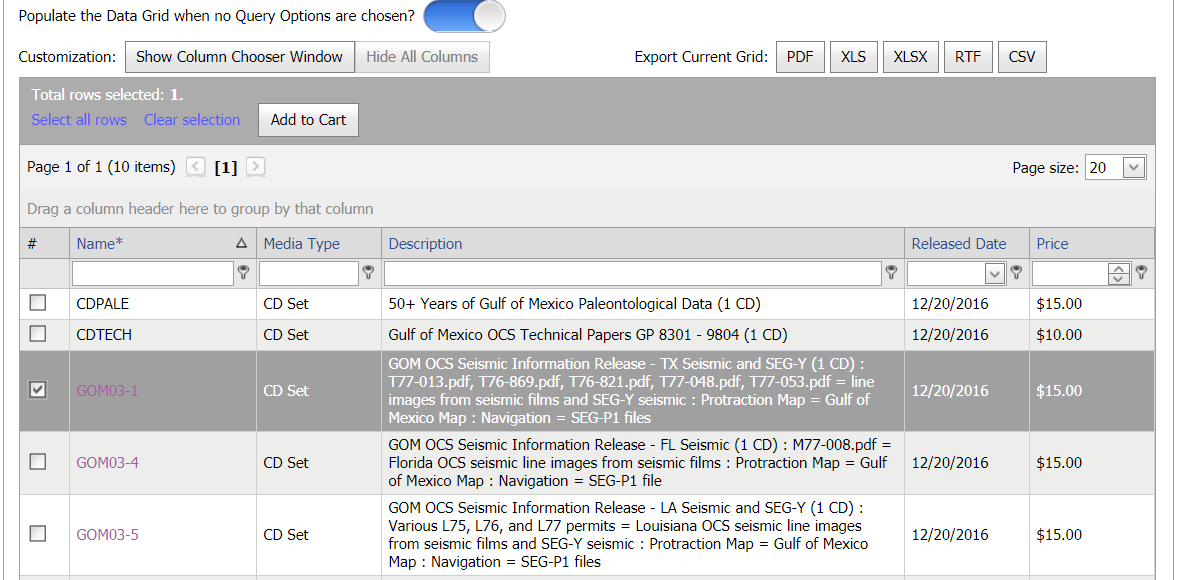 Populate the Data Grid when no Query Options are chosen?
Customization: Show Column Chooser Window Hide All Columns Export Current Grid: PDF XLS XLSX RTF CSV
Total rows selected: 1.
Select all rows Clear selection Add to Cart
Page 1 of 1 (10 items) [1] Page size: 20
Drag a column header here to group by that column
# Name* Media Type Description Released Date Price
CDPALE CD Set 50+ Years of Gulf of Mexico Paleontological Data (1 CD) 12/20/2016 $15.00
CDTECH CD Set Gulf of Mexico OCS Technical Papers GP 8301 - 9804 (1 CD) 12/20/2016 $10.00
GOM OCS Seismic Information Release - TX Seismic and SEG-Y (1 CD) :
T77-013.pdf, T76-869.pdf, T76-821.pdf, T77-048.pdf, T77-053.pdf = line
GOM03-1 CD Set images from seismic films and SEG-Y seismic : Protraction Map = Gulf of 12/20/2016 $15.00
Mexico Map : Navigation = SEG-P1 files
GOM OCS Seismic Information Release - FL Seismic (1 CD) : M77-008.pdf =
GOM03-4 CD Set Florida OCS seismic line images from seismic films : Protraction Map = Gulf 12/20/2016 $15.00
of Mexico Map : Navigation = SEG-P1 file
GOM OCS Seismic Information Release - LA Seismic and SEG-Y (1 CD) :
Various L75, L76, and L77 permits = Louisiana OCS seismic line images
GOM03-5 CD Set from seismic films and SEG-Y seismic : Protraction Map = Gulf of Mexico 12/20/2016 $15.00
Map : Navigation = SEG-P1 files